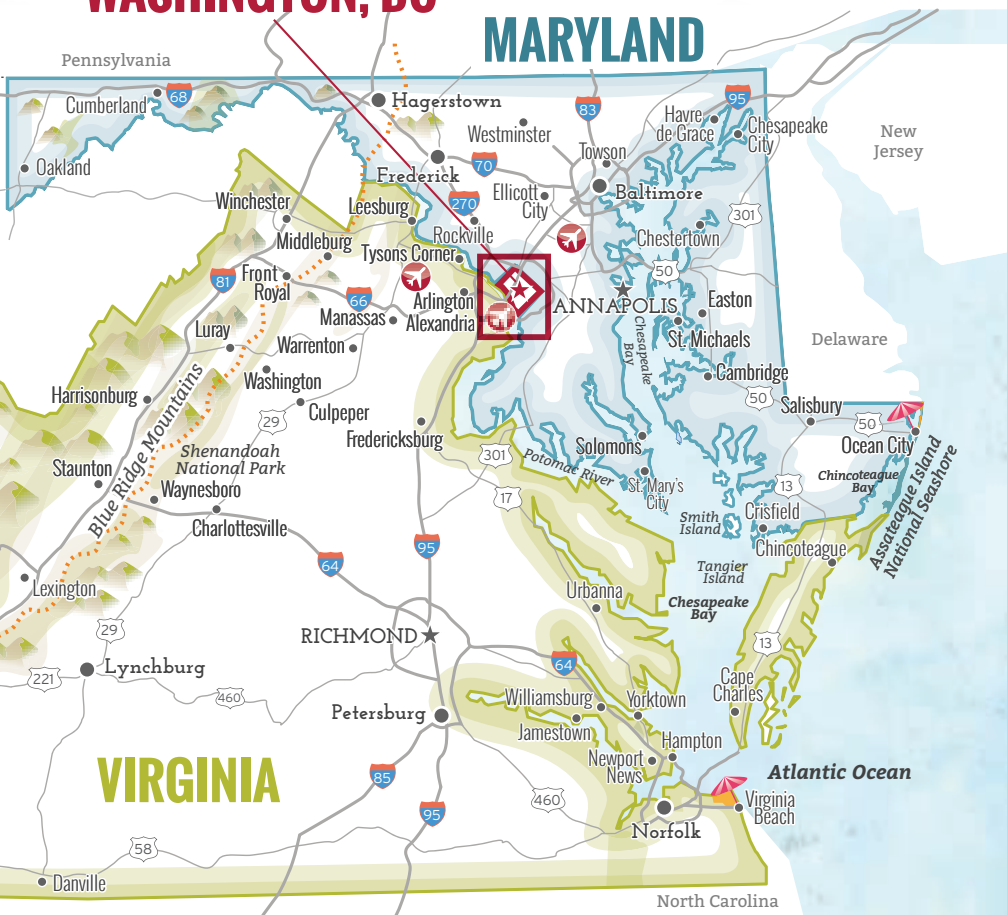 WASHINGTON, DC
MARYLAND
Pennsylvania
Cumberland
68
Hagerstown
83
95
Havre
de Grace
Chesapeake
City
New
Jersey
Westminster
Towson
Oakland
70
Frederick
Ellicott
City
Baltimore
270
Winchester
Leesburg
Rockville
301
Chestertown
Middleburg
Tysons Corner
50
81
Front
Royal
66
Arlington
ANNAPOLIS
Easton
Manassas
Alexandria
Luray
St. Michaels
Chesapeake
Bay
Delaware
Warrenton
Washington
Cambridge
Harrisonburg
Culpeper
50
Salisbury
29
50
Blue Ridge Mountains
Fredericksburg
Ocean City
Shenandoah
National Park
301
Potomac River
Solomons
Staunton
Chincoteague
Bay
Waynesboro
17
St. Mary's
City
13
Assateague Island
National Seashore
Charlottesville
Smith
Island
Crisfield
95
Chincoteague
64
Tangier
Island
Lexington
Urbanna
Chesapeake
Bay
29
RICHMOND
13
Lynchburg
64
221
460
Cape
Charles
Williamsburg
Yorktown
Petersburg
Jamestown
Hampton
Newport
News
VIRGINIA
85
Atlantic Ocean
460
95
Virginia
Beach
Norfolk
58
Danville
North Carolina